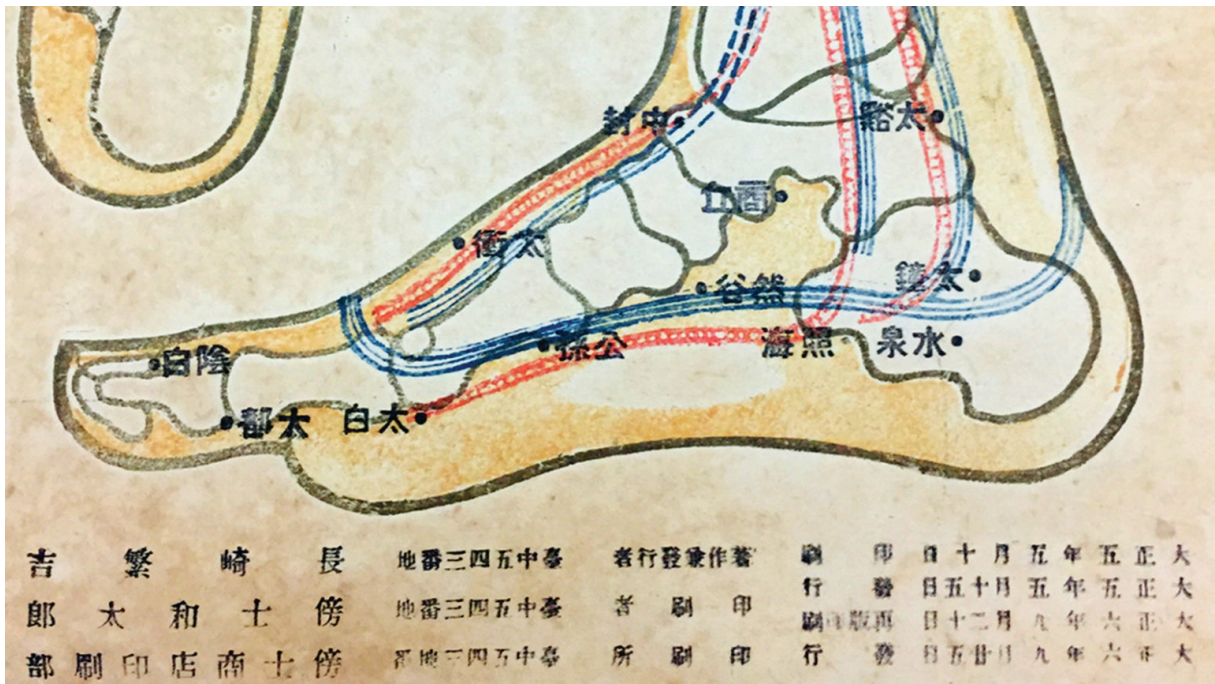 中封
太谿
商丘
太衝
太鐘
然谷
水泉
照海
公孫
陰白
太白
太都
大正五年五月十日印刷
大正五年五月十五日發行
大正六年九月二十日再版印刷
大正六年九月廿五日發行
著作兼發行者 臺中五四三番地 長崎繁吉
印刷者 臺中五四三番地 傍士和太郎
印刷所 臺中五四三地番 傍士商店印刷部